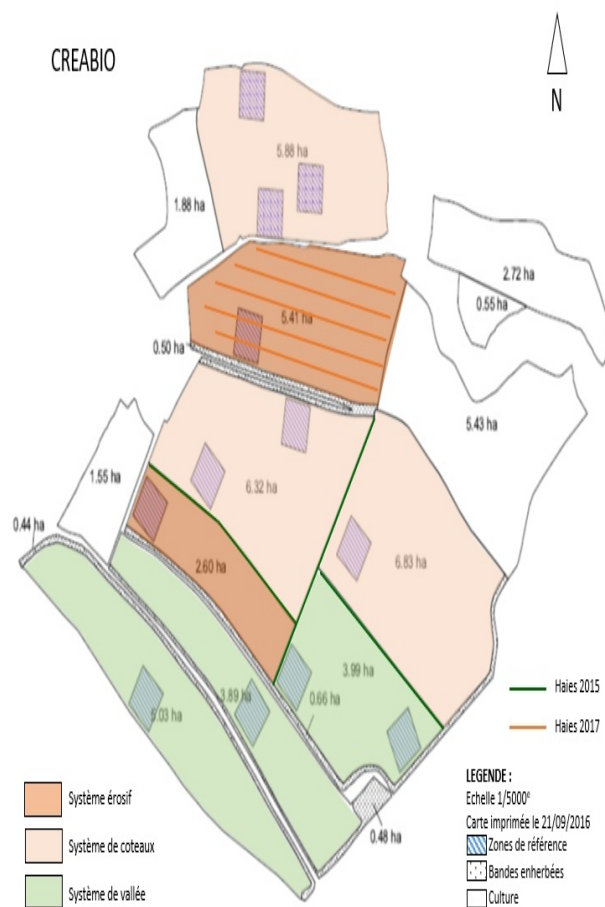 CREABIO
N
5.88 ha
1.88 ha
2.72 ha
0.55 ha
5.41 ha
0.50 ha
5.43 ha
1.55 ha
6.32 ha
0.44 ha
2.60 ha
6.83 ha
3.99 ha
3.89 ha
0.66 ha
5.03 ha
0.48 ha
Haies 2015
Haies 2017
Système érosif
Système de coteaux
Système de vallée
LEGENDE :
Echelle 1/5000e
Carte imprimée le 21/09/2016
Zones de référence
Bandes enherbées
Culture